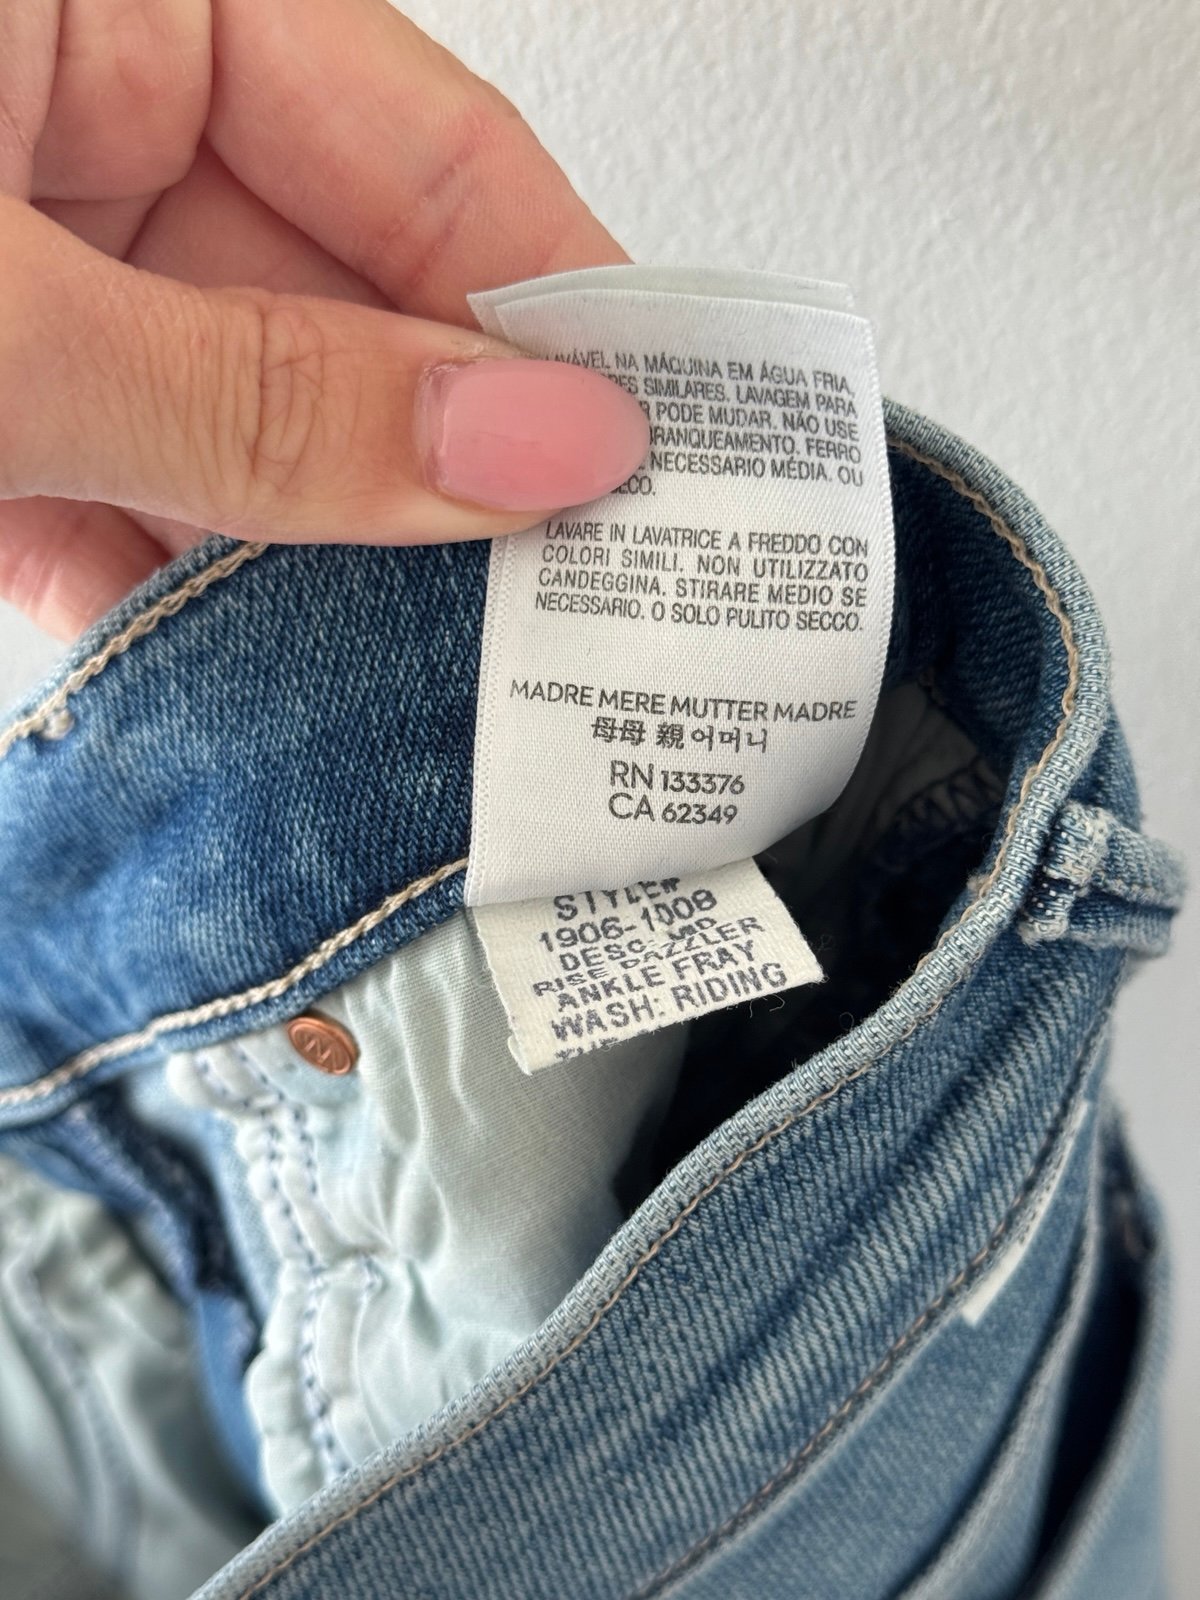 LAVÁVEL NA MÁQUINA EM ÁGUA FRIA,
SIMILARES. LAVAGEM PARA
PODE MUDAR. NÃO USE
BRANQUEAMENTO. FERRO
NECESSARIO MÉDIA. OU
SECO.
LAVARE IN LAVATRICE A FREDDO CON
COLORI SIMILI. NON UTILIZZATO
CANDEGGINA. STIRARE MEDIO SE
NECESSARIO. O SOLO PULITO SECCO.
MADRE MERE MUTTER MADRE
母母 親 어머니
RN 133376
CA 62349
STYLE#
1906-1008
DESC: MID
RISE DAZZLER
ANKLE FRAY
WASH: RIDING
THE